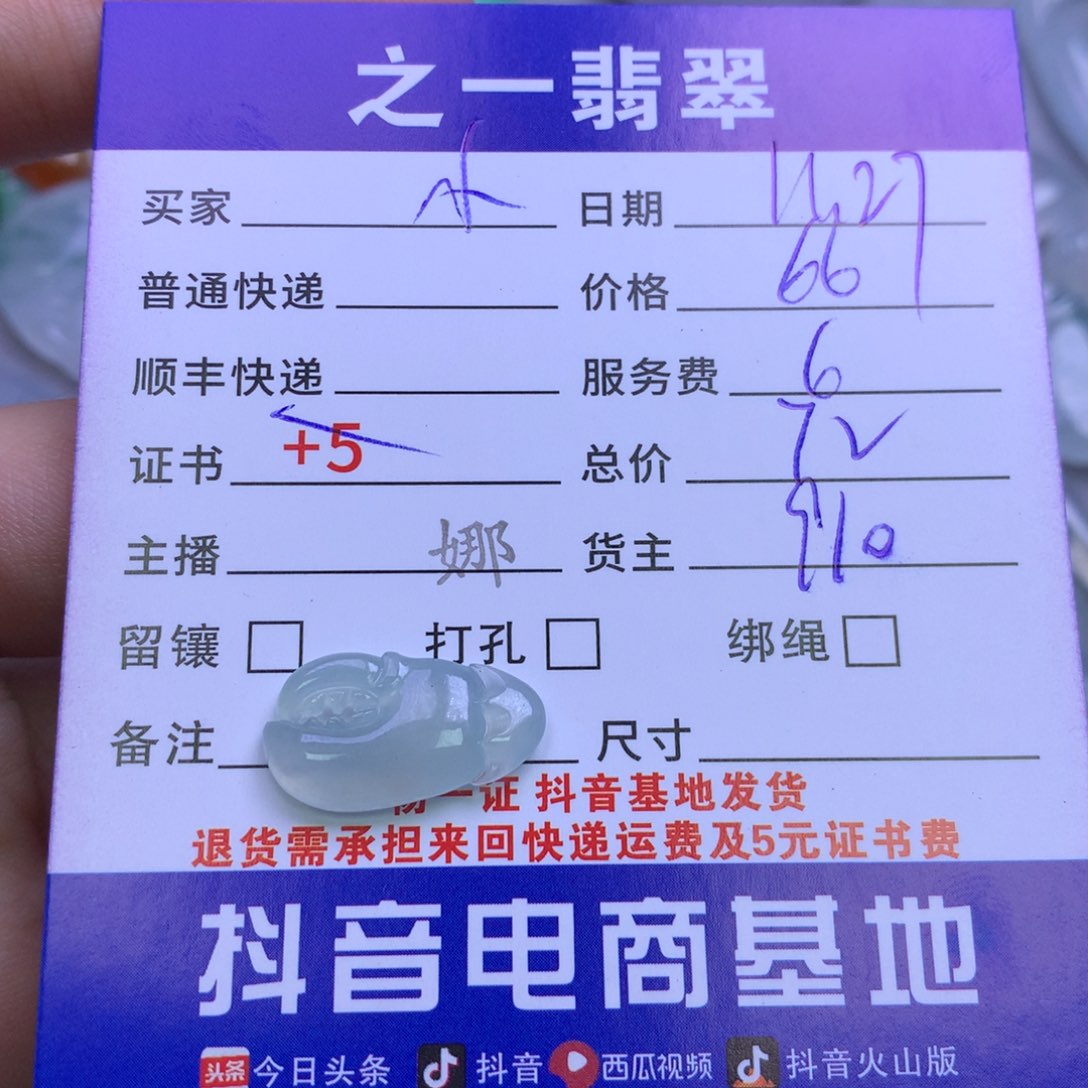 之一翡翠
买家 日期 11.27
普通快递 价格 66
顺丰快递 服务费 6
证书 +5 总价 72
主播 娜 货主 910
留镶 打孔 绑绳
备注 尺寸
物一证 抖音基地发货
退货需承担来回快递运费及5元证书费
抖音电商基地
头条 今日头条 抖音 西瓜视频 抖音火山版